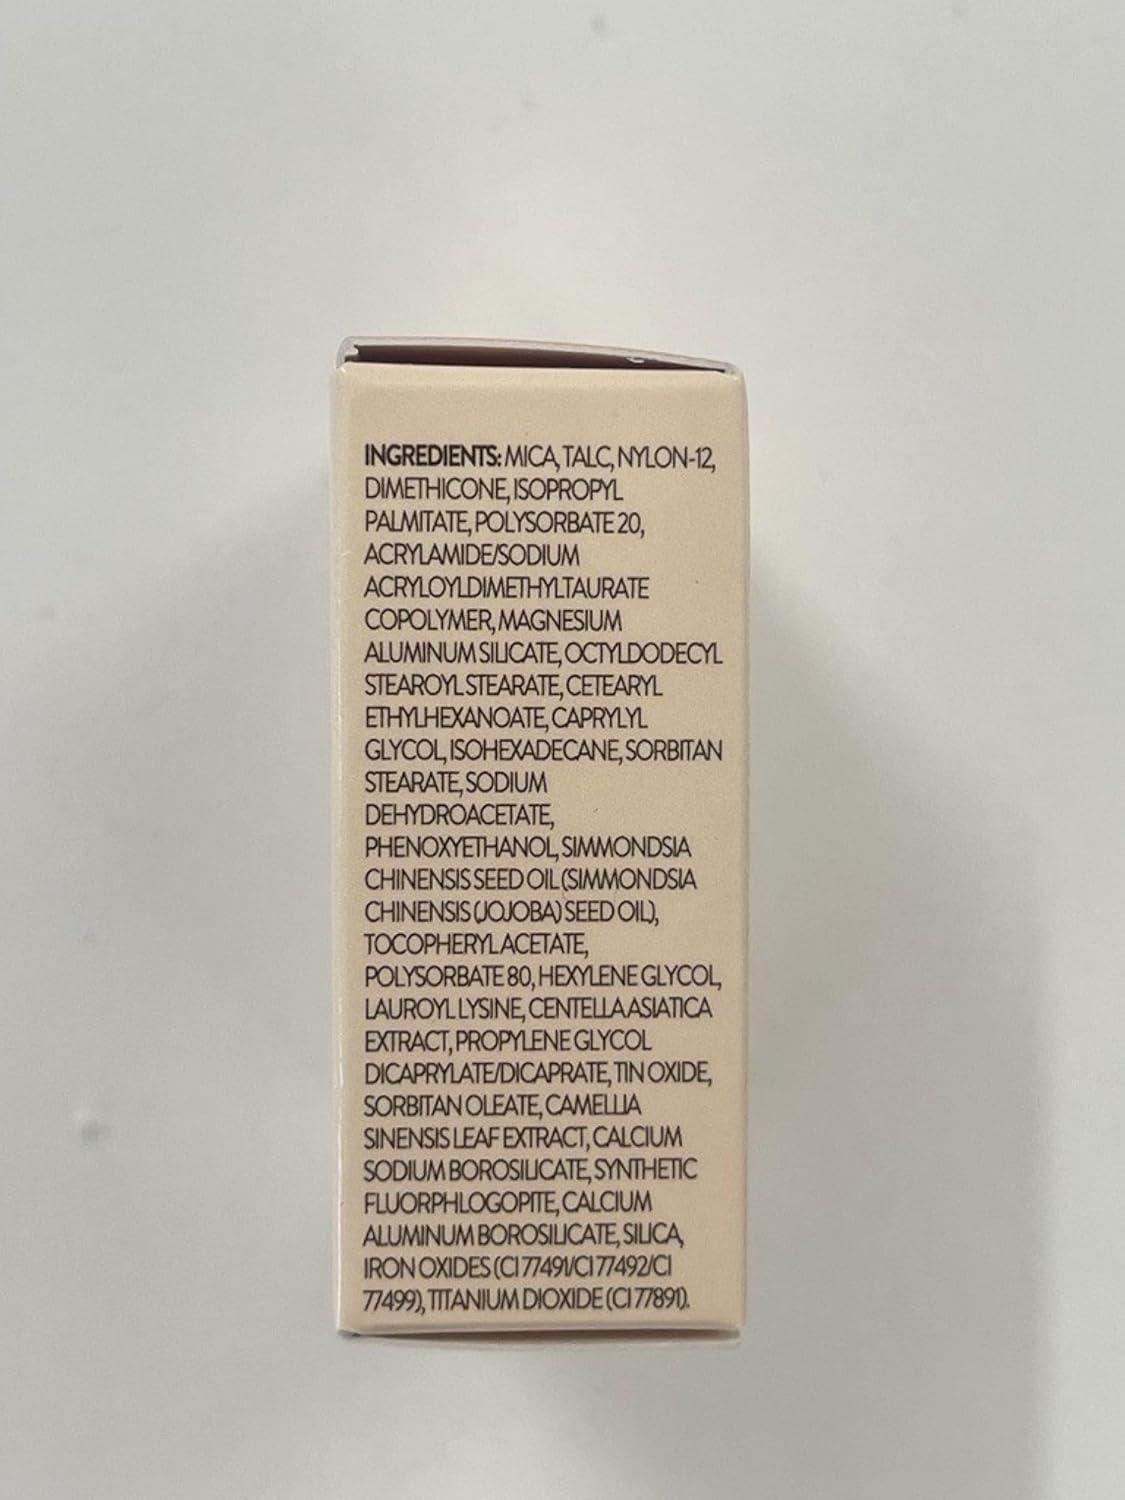 INGREDIENTS: MICA, TALC, NYLON-12,
DIMETHICONE, ISOPROPYL
PALMITATE, POLYSORBATE 20,
ACRYLAMIDE/SODIUM
ACRYLOYLDIMETHYLTAURATE
COPOLYMER, MAGNESIUM
ALUMINUM SILICATE, OCTYLDODECYL
STEAROYL STEARATE, CETEARYL
ETHYLHEXANOATE, CAPRYLYL
GLYCOL, ISOHEXADECANE, SORBITAN
STEARATE, SODIUM
DEHYDROACETATE,
PHENOXYETHANOL, SIMMONDSIA
CHINENSIS SEED OIL (SIMMONDSIA
CHINENSIS (JOJOBA) SEED OIL),
TOCOPHERYL ACETATE,
POLYSORBATE 80, HEXYLENE GLYCOL,
LAUROYL LYSINE, CENTELLA ASIATICA
EXTRACT, PROPYLENE GLYCOL
DICAPRYLATE/DICAPRATE, TIN OXIDE,
SORBITAN OLEATE, CAMELLIA
SINENSIS LEAF EXTRACT, CALCIUM
SODIUM BOROSILICATE, SYNTHETIC
FLUORPHLOGOPITE, CALCIUM
ALUMINUM BOROSILICATE, SILICA,
IRON OXIDES (CI 77491/CI 77492/CI
77499), TITANIUM DIOXIDE (CI 77891).